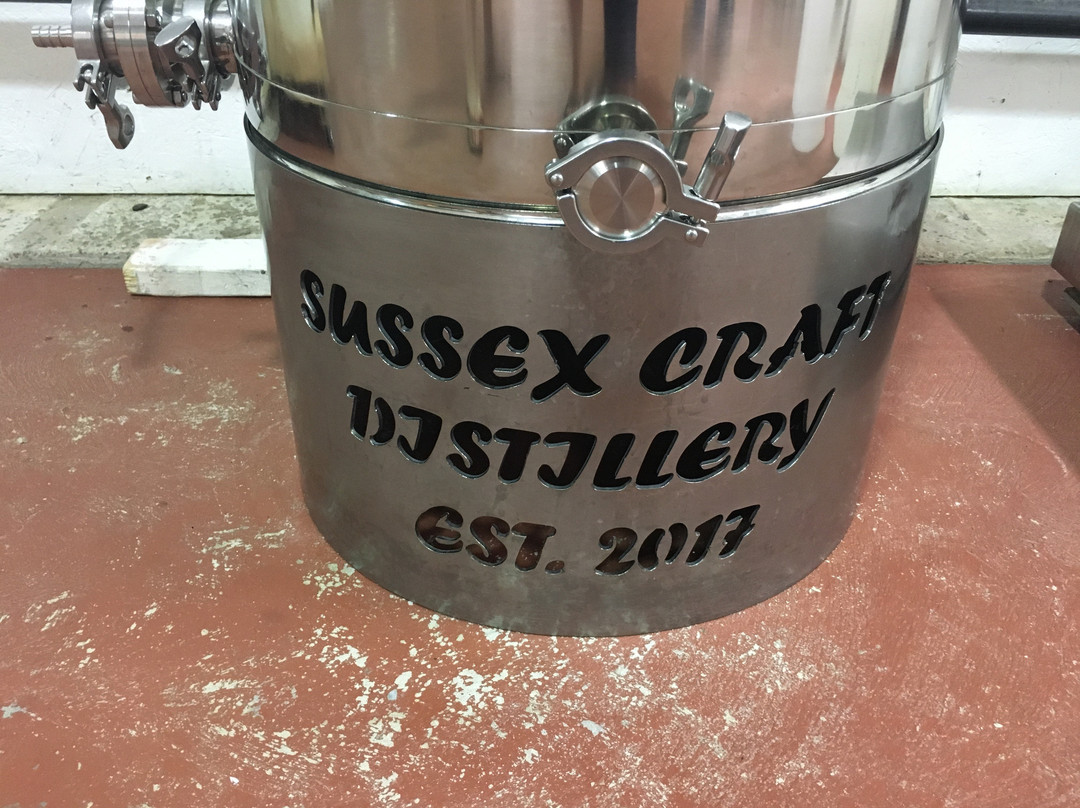 SUSSEX CRAFT
DISTILLERY
EST. 2017